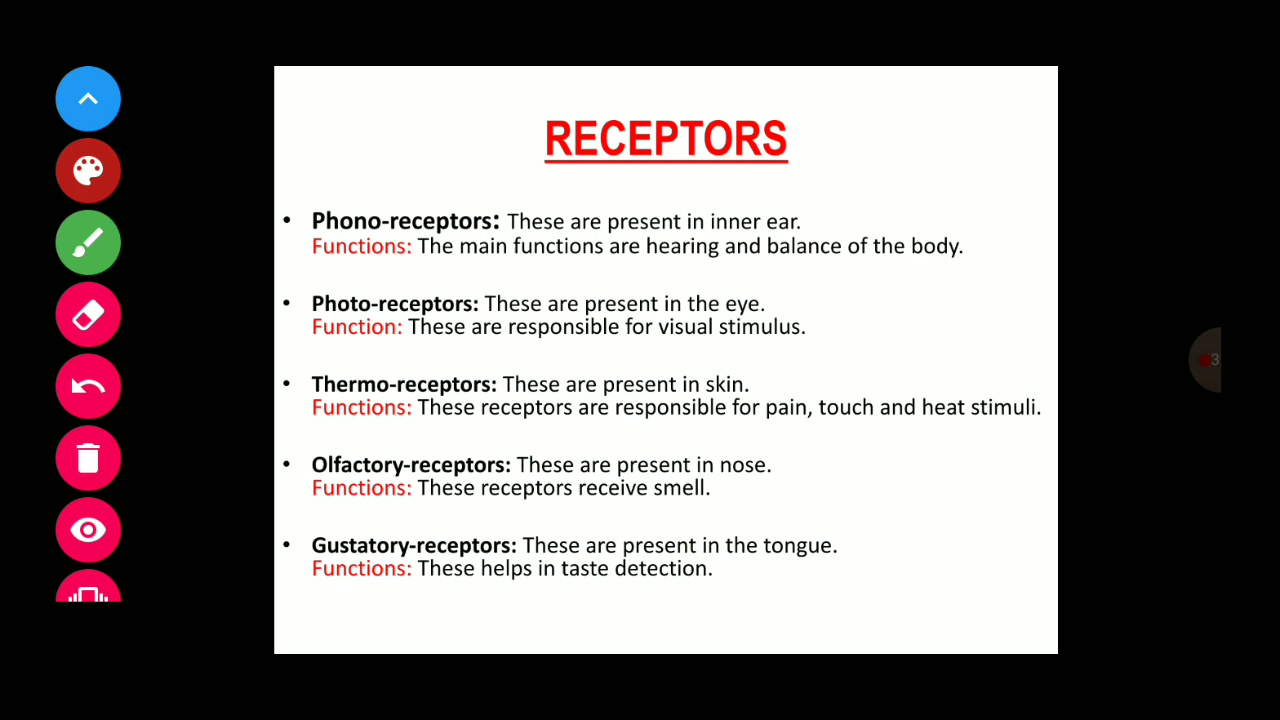 RECEPTORS
• Phono-receptors: These are present in inner ear.
Functions: The main functions are hearing and balance of the body.
• Photo-receptors: These are present in the eye.
Function: These are responsible for visual stimulus.
• Thermo-receptors: These are present in skin.
Functions: These receptors are responsible for pain, touch and heat stimuli.
• Olfactory-receptors: These are present in nose.
Functions: These receptors receive smell.
• Gustatory-receptors: These are present in the tongue.
Functions: These helps in taste detection.